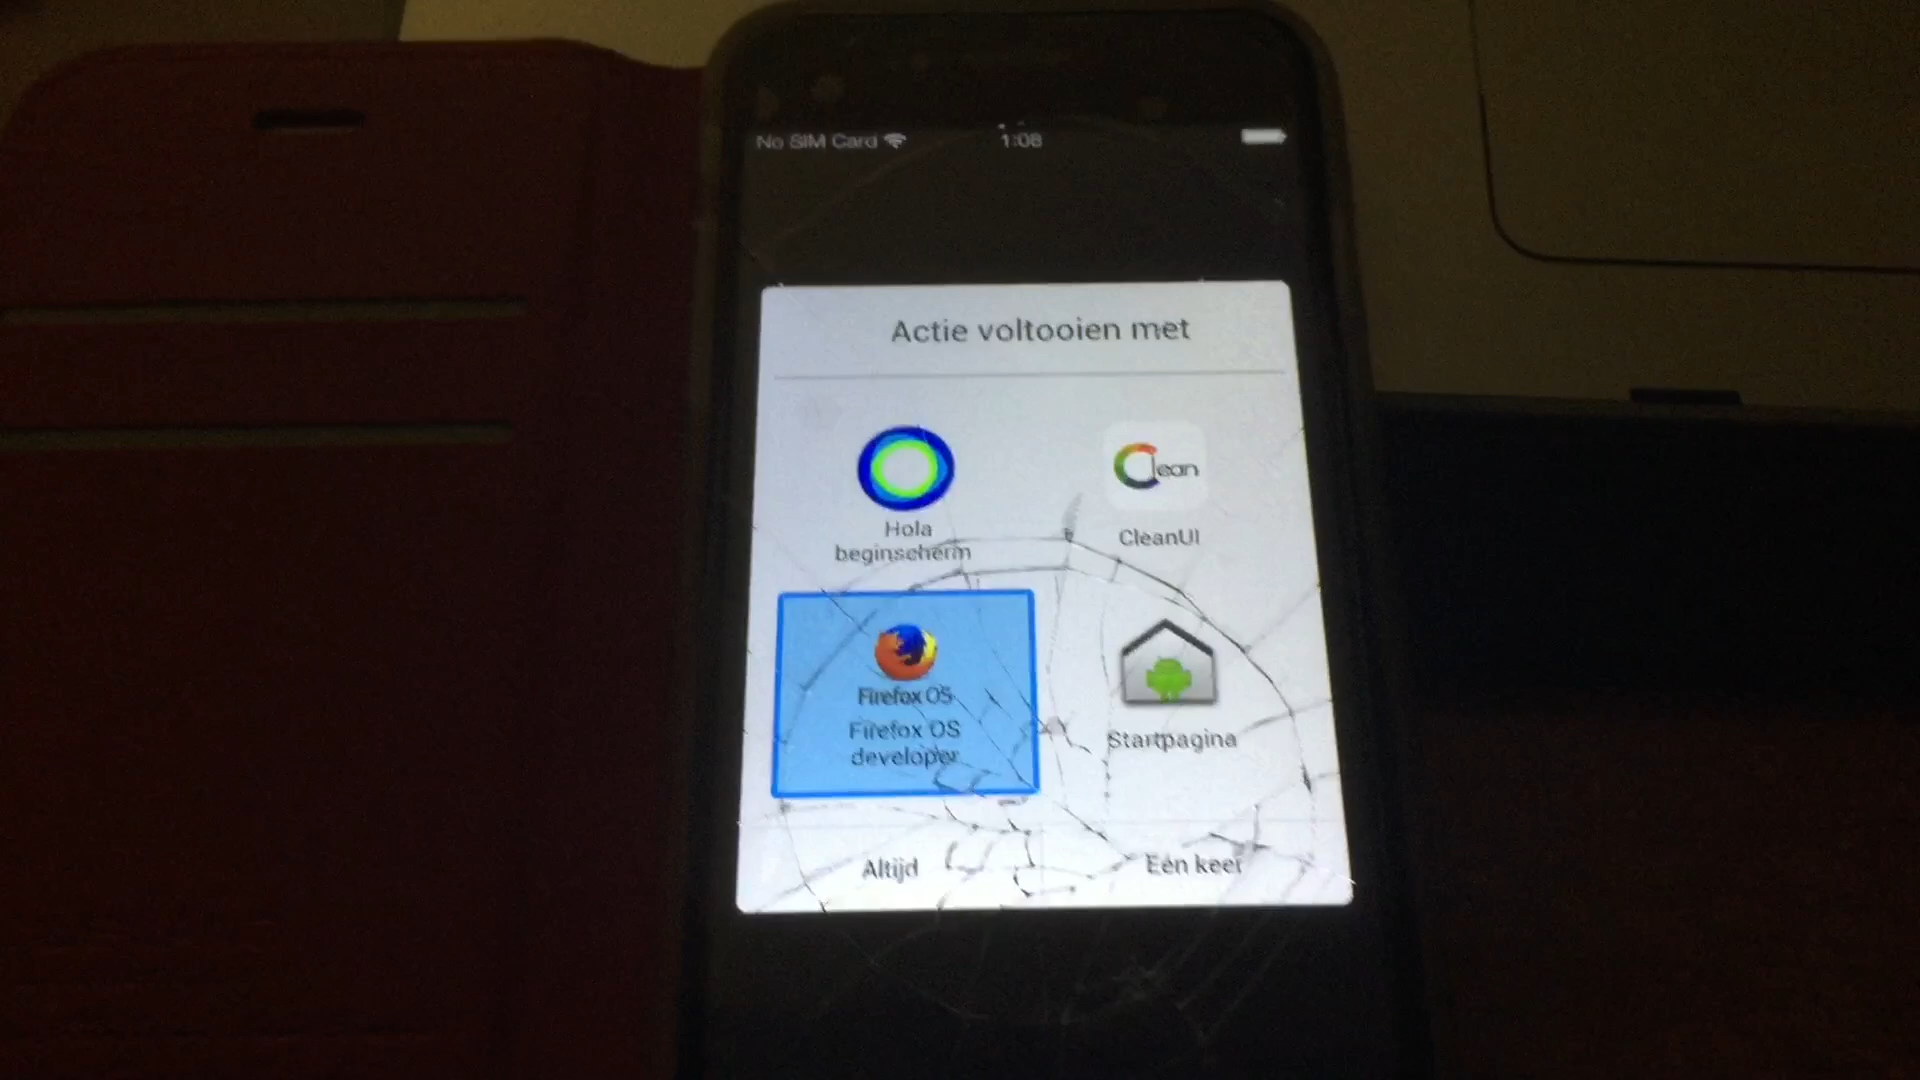 No SIM Card
1:08
Actie voltooien met
Hola
beginscherm
Clean
CleanUI
Firefox OS
Firefox OS
developer
Startpagina
Altijd
Eén keer